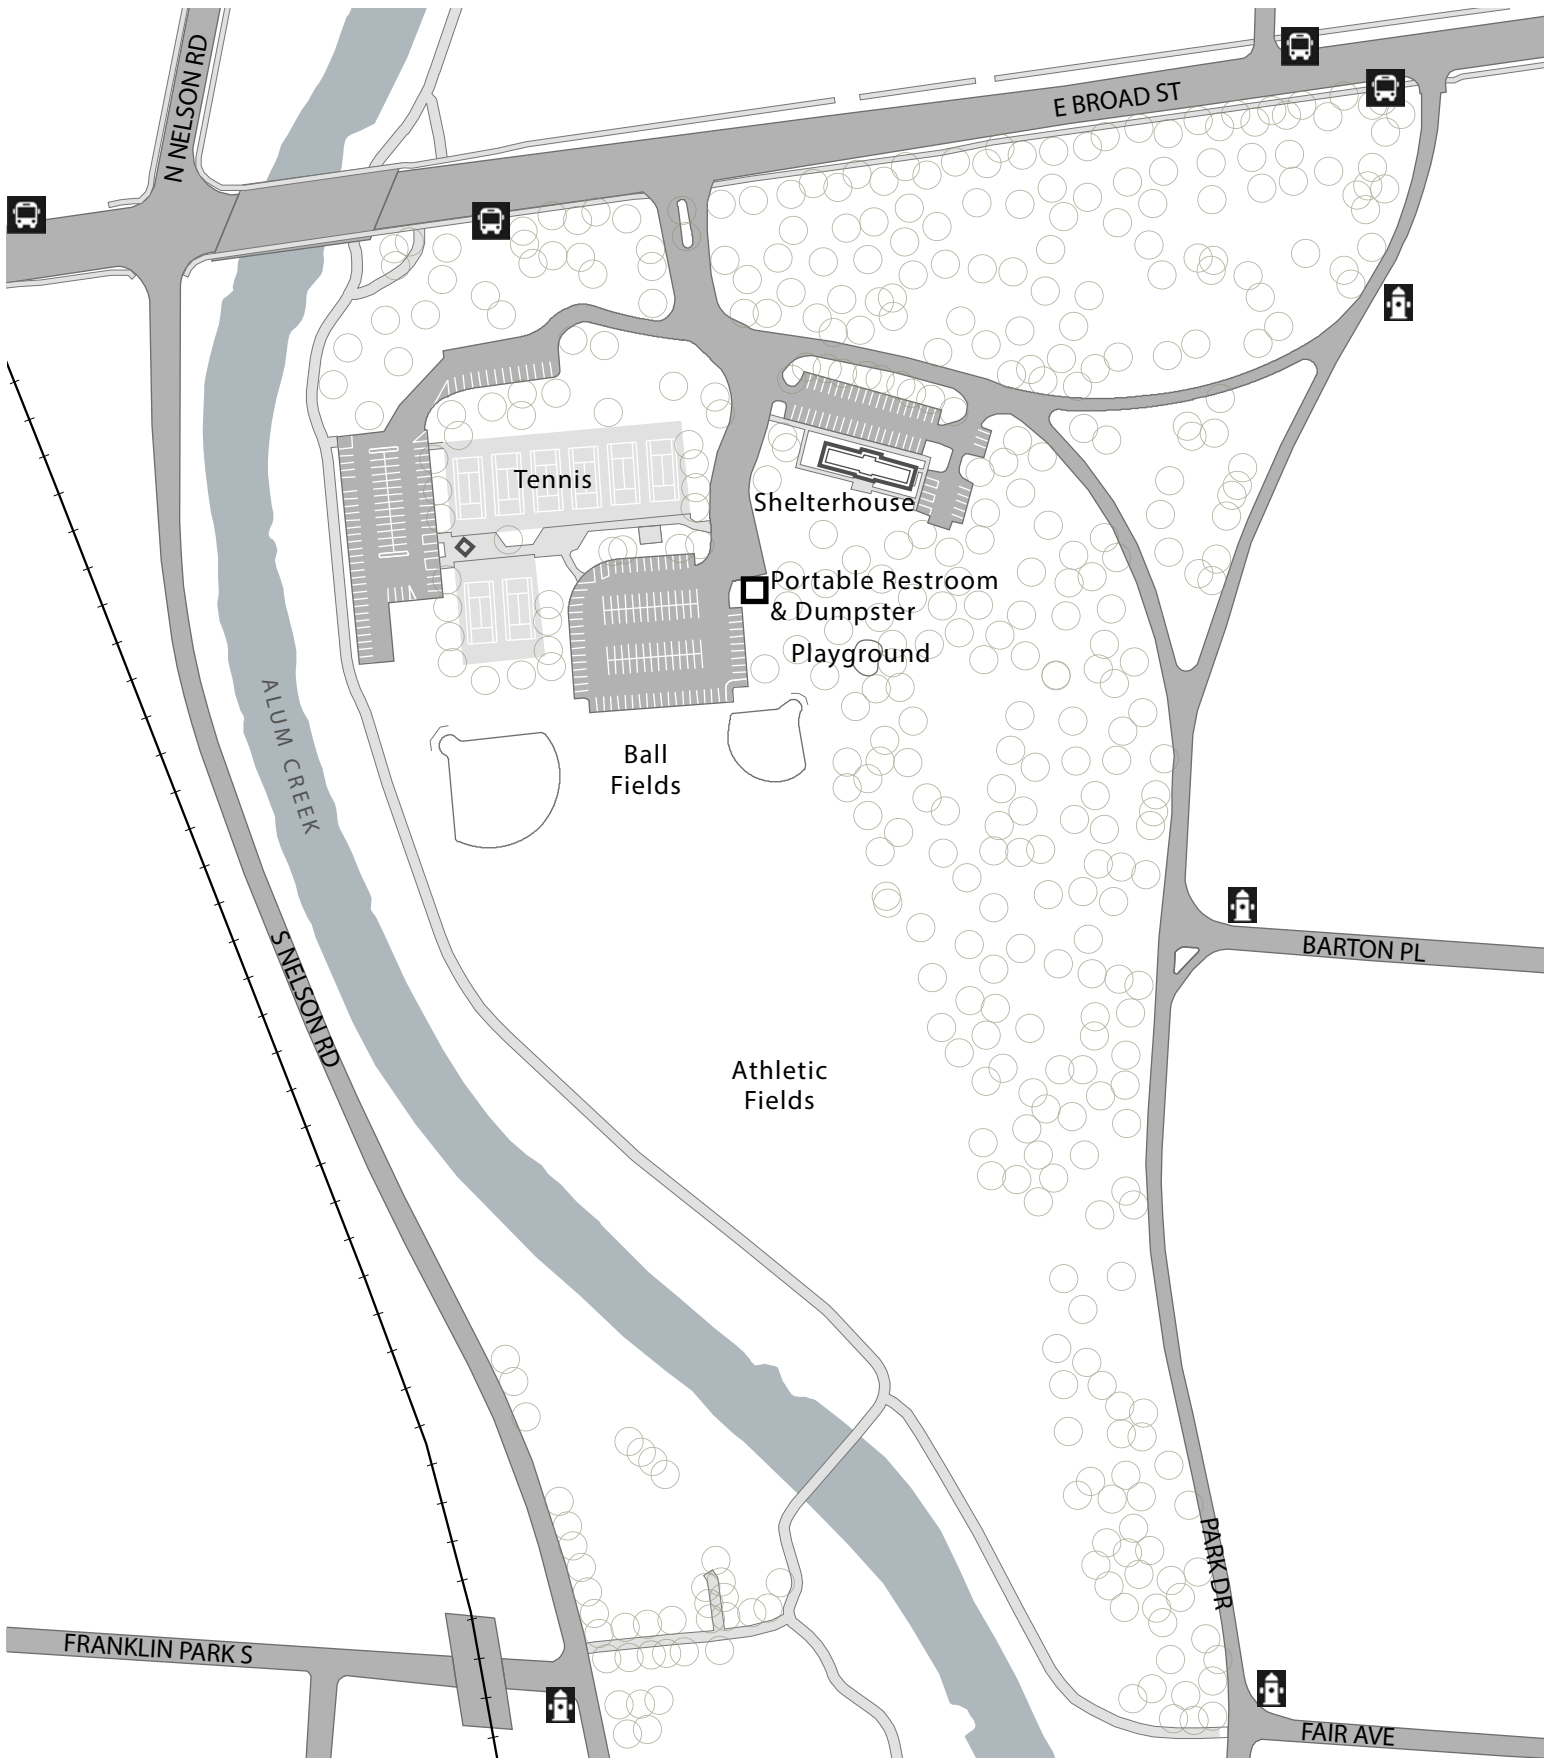 N NELSON RD
E BROAD ST
Tennis
Shelterhouse
Portable Restroom
& Dumpster
Playground
ALUM CREEK
Ball
Fields
S NELSON RD
BARTON PL
Athletic
Fields
PARK DR
FRANKLIN PARK S
FAIR AVE